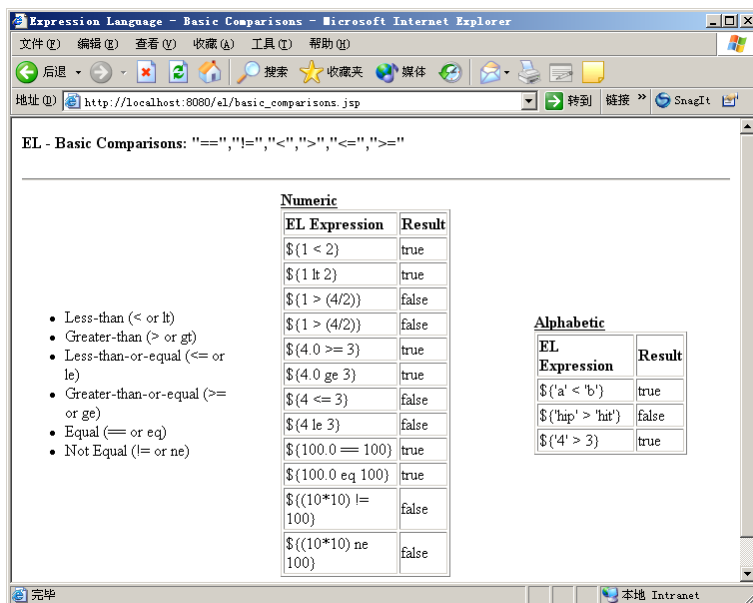 Expression Language - Basic Comparisons - Microsoft Internet Explorer
文件(F) 编辑(E) 查看(V) 收藏(A) 工具(T) 帮助(H)
后退 搜索 收藏夹 媒体
地址(D) http://localhost:8080/el/basic_comparisons.jsp 转到 链接 » SnagIt
EL - Basic Comparisons: "==","!=","<",">","<=",">="
Less-than (< or lt)
Greater-than (> or gt)
Less-than-or-equal (<= or
le)
Greater-than-or-equal (>=
or ge)
Equal (== or eq)
Not Equal (!= or ne)
Numeric
EL Expression Result
${1 < 2} true
${1 lt 2} true
${1 > (4/2)} false
${1 > (4/2)} false
${4.0 >= 3} true
${4.0 ge 3} true
${4 <= 3} false
${4 le 3} false
${100.0 == 100} true
${100.0 eq 100} true
${(10*10) !=
100} false
${(10*10) ne
100} false
Alphabetic
EL
Expression Result
${'a' < 'b'} true
${'hip' > 'hit'} false
${'4' > 3} true
完毕 本地 Intranet